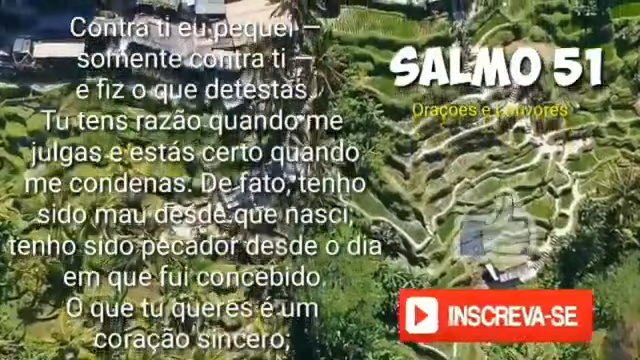 Contra ti eu pequei —
somente contra ti —
e fiz o que detestas.
Tu tens razão quando me
julgas e estás certo quando
me condenas. De fato, tenho
sido mau desde que nasci;
tenho sido pecador desde o dia
em que fui concebido.
O que tu queres é um
coração sincero;
SALMO 51
Orações e Louvores
INSCREVA-SE